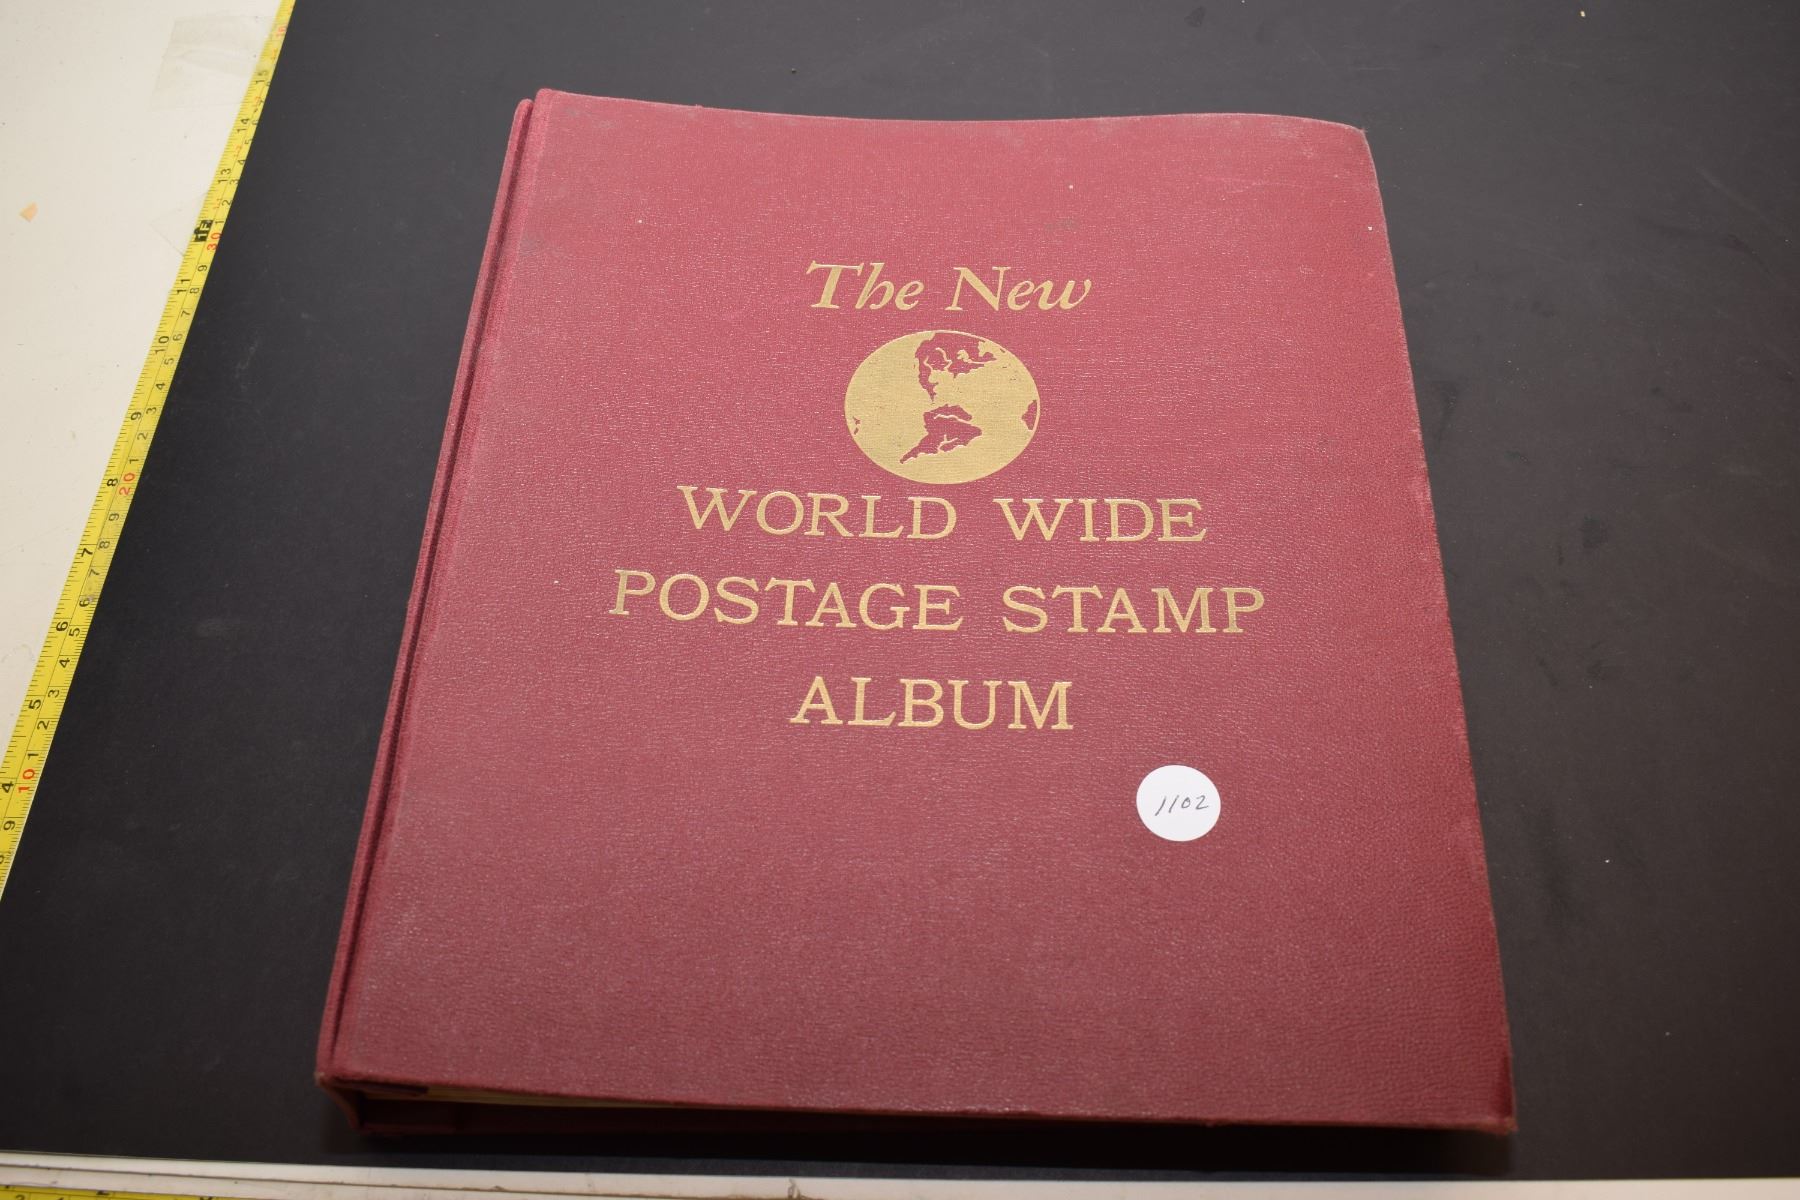 The New
WORLD WIDE
POSTAGE STAMP
ALBUM
1102